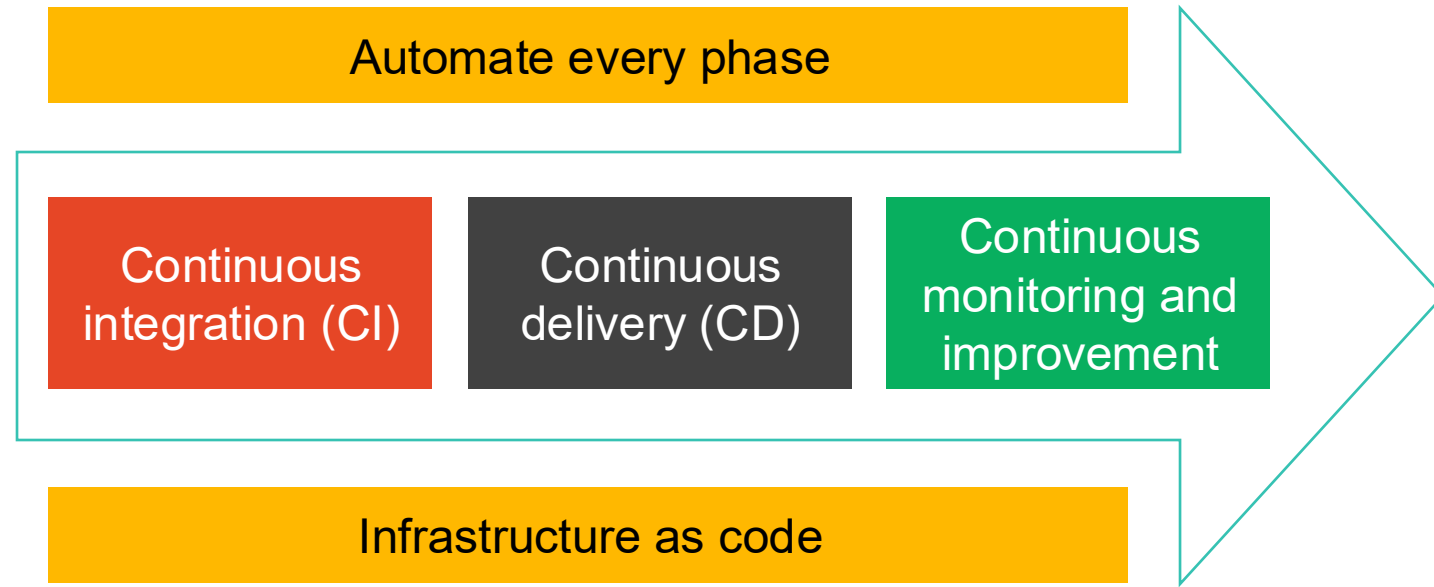 Automate every phase
Continuous
integration (CI)
Continuous
delivery (CD)
Continuous
monitoring and
improvement
Infrastructure as code